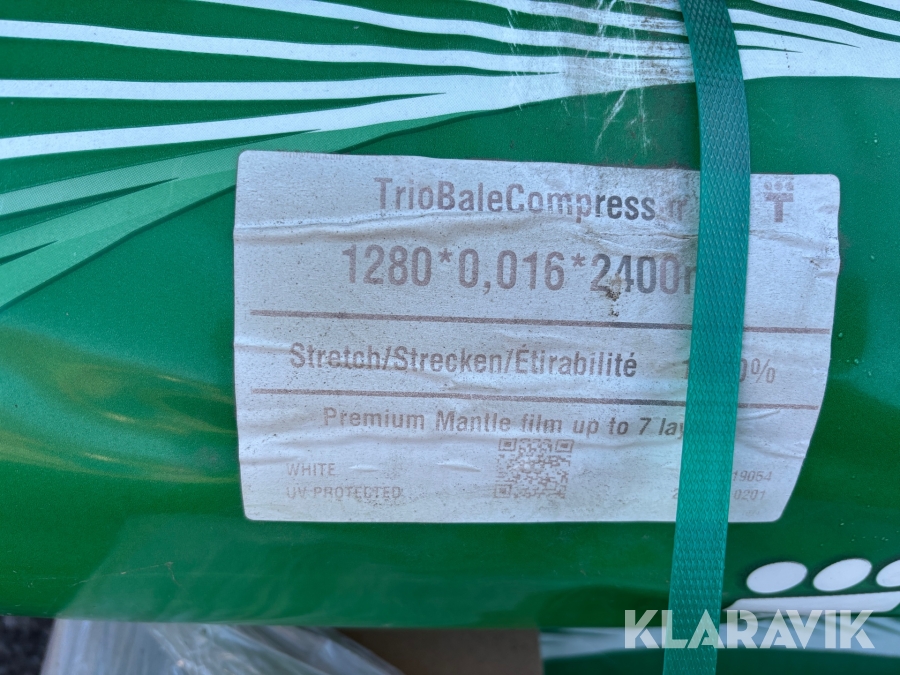 TrioBaleCompress
1280*0,016*2400
Stretch/Strecken/Étirabilité
Premium Mantle film up to 7
WHITE
UV PROTECTED
KLARAVIK